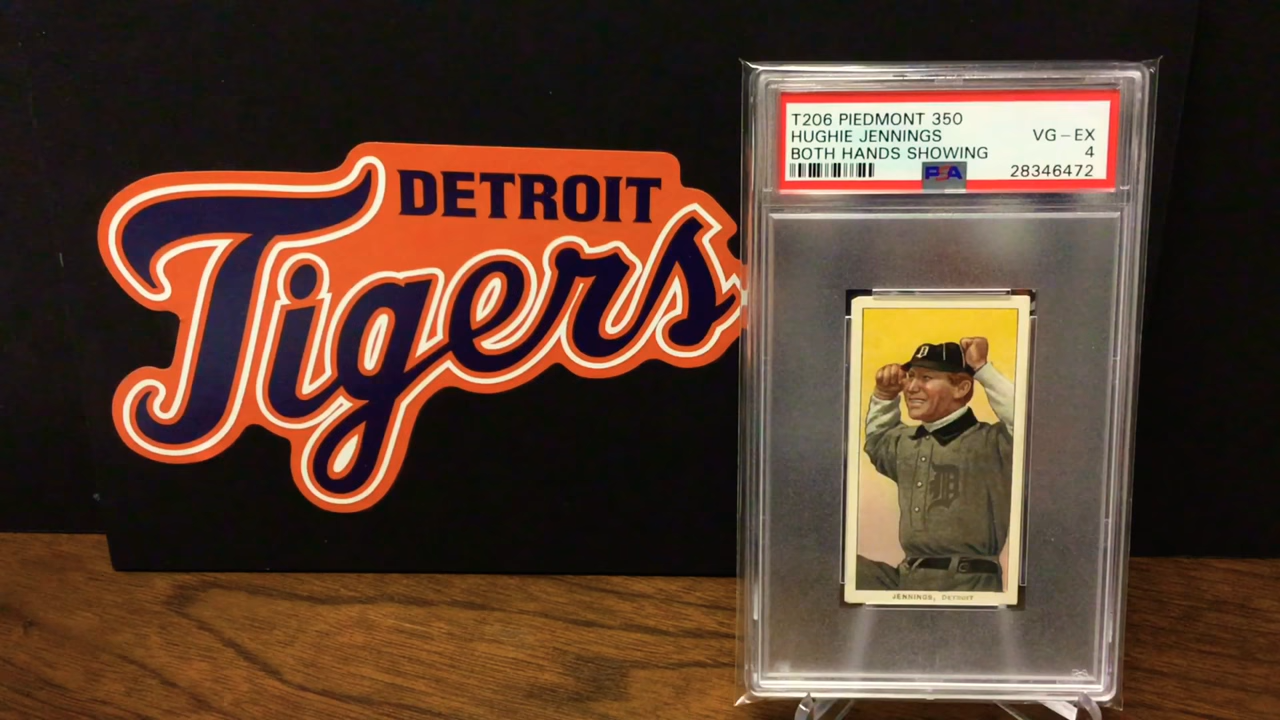 DETROIT
Tigers
T206 PIEDMONT 350
HUGHIE JENNINGS VG-EX
BOTH HANDS SHOWING 4
PSA 28346472
D
D
JENNINGS, DETROIT